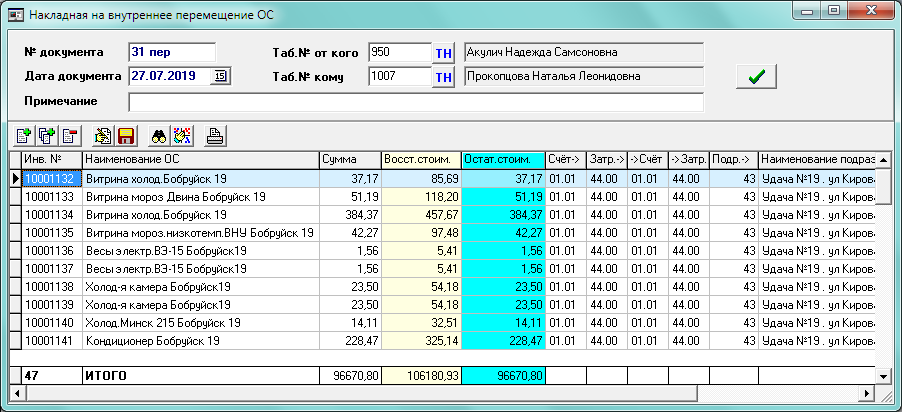 Накладная на внутреннее перемещение ОС
№ документа 31 пер Таб.№ от кого 950 ТН Акулич Надежда Самсоновна
Дата документа 27.07.2019 15 Таб.№ кому 1007 ТН Прокопцова Наталья Леонидовна
Примечание
Инв. № Наименование ОС Сумма Восст.стоим. Остат.стоим. Счёт-> Затр.-> ->Счёт ->Затр. Подр.-> Наименование подраз
10001132 Витрина холод.Бобруйск 19 37,17 85,69 37,17 01.01 44.00 01.01 44.00 43 Удача №19 . ул Киров
10001133 Витрина мороз Двина Бобруйск 19 51,19 118,20 51,19 01.01 44.00 01.01 44.00 43 Удача №19 . ул Киров
10001134 Витрина холод.Бобруйск 19 384,37 457,67 384,37 01.01 44.00 01.01 44.00 43 Удача №19 . ул Киров
10001135 Витрина мороз.низкотемп.ВНУ Бобруйск 19 42,27 97,48 42,27 01.01 44.00 01.01 44.00 43 Удача №19 . ул Киров
10001136 Весы электр.ВЭ-15 Бобруйск19 1,56 5,41 1,56 01.01 44.00 01.01 44.00 43 Удача №19 . ул Киров
10001137 Весы электр.ВЭ-15 Бобруйск19 1,56 5,41 1,56 01.01 44.00 01.01 44.00 43 Удача №19 . ул Киров
10001138 Холод-я камера Бобруйск19 23,50 54,18 23,50 01.01 44.00 01.01 44.00 43 Удача №19 . ул Киров
10001139 Холод-я камера Бобруйск19 23,50 54,18 23,50 01.01 44.00 01.01 44.00 43 Удача №19 . ул Киров
10001140 Холод.Минск 215 Бобруйск 19 14,11 32,51 14,11 01.01 44.00 01.01 44.00 43 Удача №19 . ул Киров
10001141 Кондиционер Бобруйск 19 228,47 325,14 228,47 01.01 44.00 01.01 44.00 43 Удача №19 . ул Киров
47 ИТОГО 96670,80 106180,93 96670,80